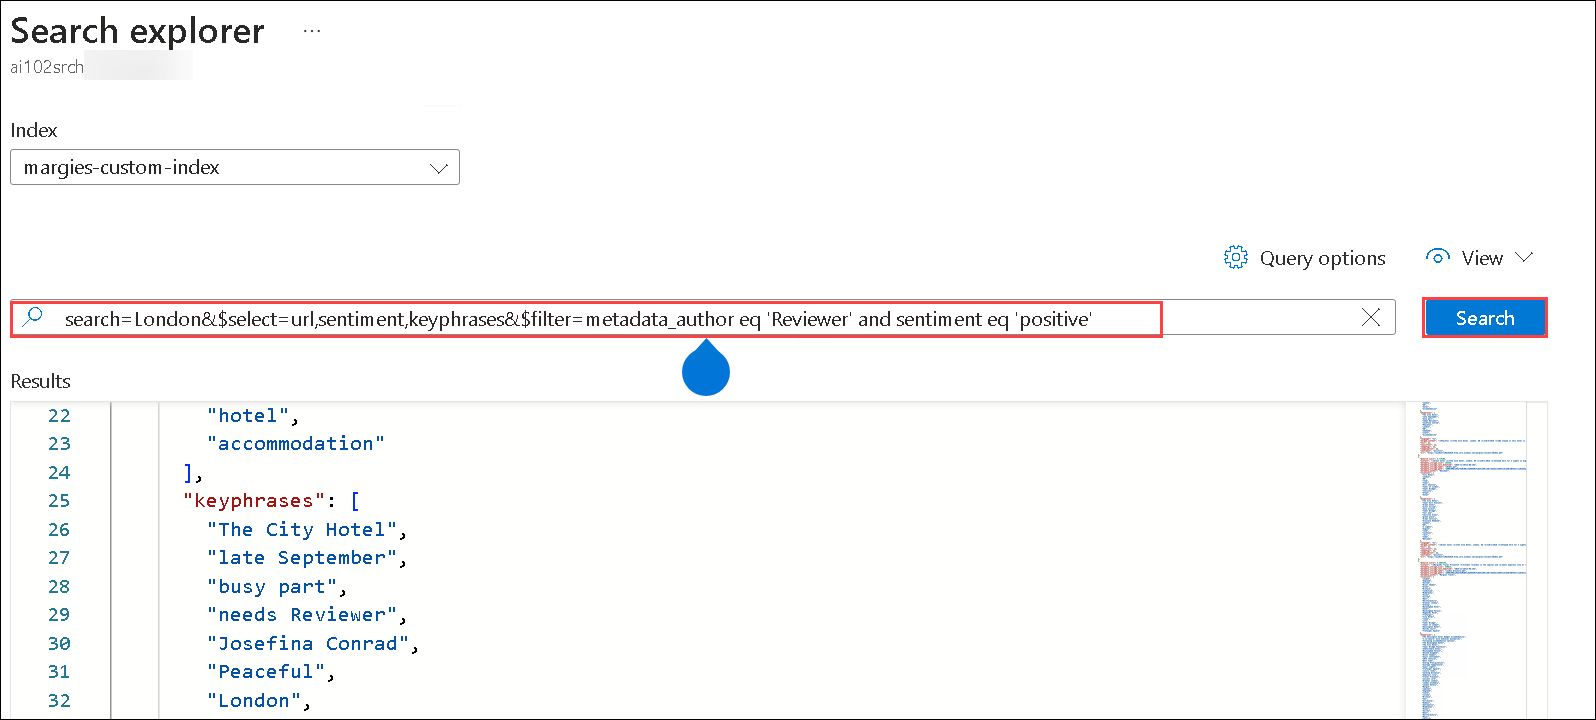 Search explorer ...
ai102srch
Index
margies-custom-index
Query options View
search=London&$select=url,sentiment,keyphrases&$filter=metadata_author eq 'Reviewer' and sentiment eq 'positive'
Search
Results
22 "hotel",
23 "accommodation"
24 ],
25 "keyphrases": [
26 "The City Hotel",
27 "late September",
28 "busy part",
29 "needs Reviewer",
30 "Josefina Conrad",
31 "Peaceful",
32 "London",